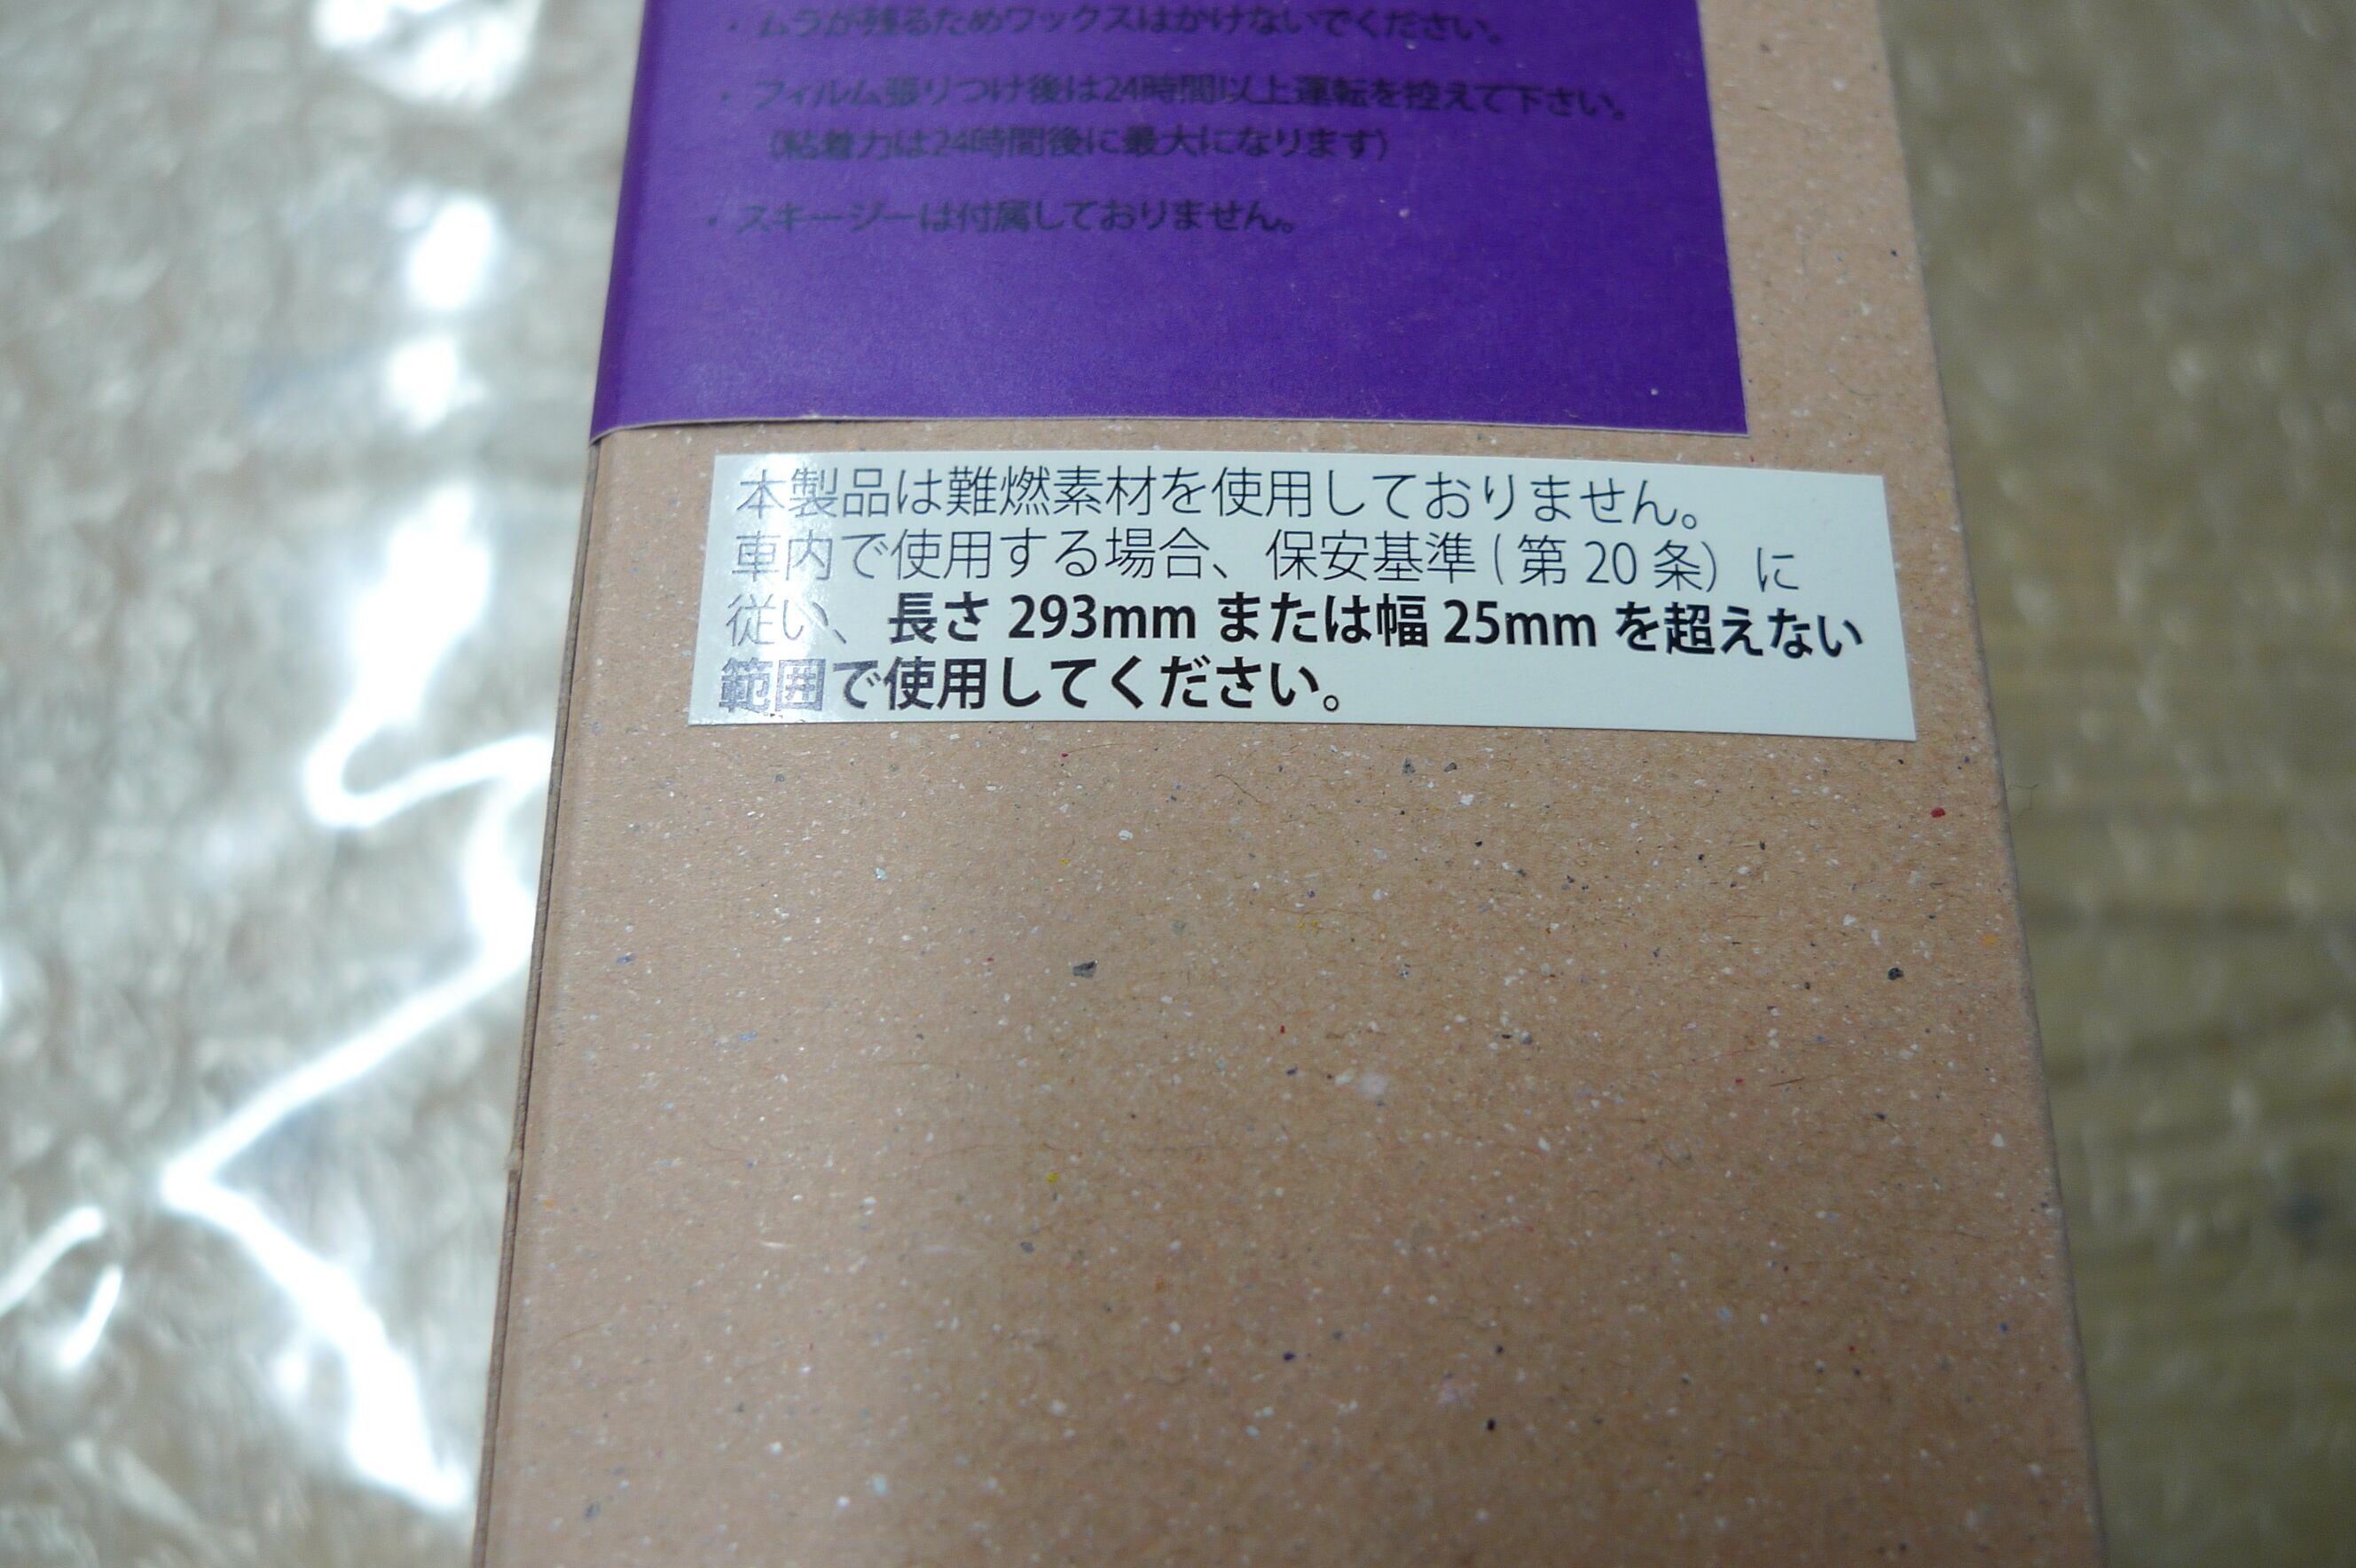 ・ムラが残るためワックスはかけないでください。
・フィルム張りつけ後は24時間以上運転を控えて下さい。
(粘着力は24時間後に最大になります)
・スキージーは付属しておりません。
本製品は難燃素材を使用しておりません。
車内で使用する場合、保安基準(第20条)に
従い、長さ293mmまたは幅25mmを超えない
範囲で使用してください。